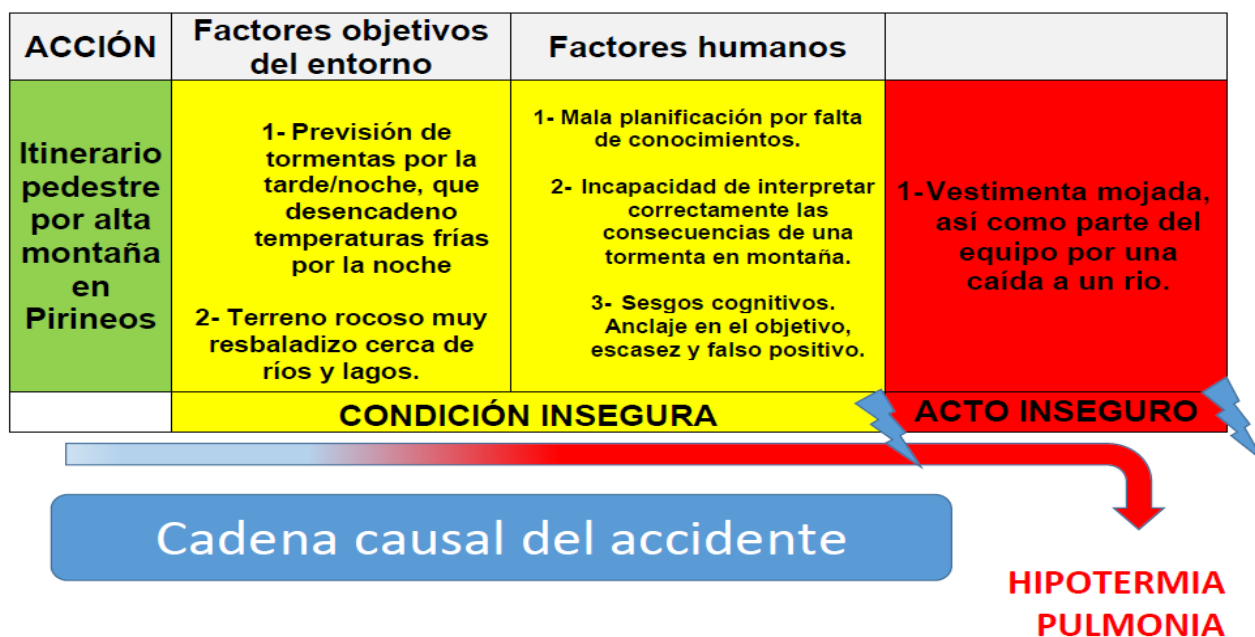 ACCIÓN
Factores objetivos
del entorno
Factores humanos
Itinerario
pedestre
por alta
montaña
en
Pirineos
1- Previsión de
tormentas por la
tarde/noche, que
desencadeno
temperaturas frías
por la noche
2- Terreno rocoso muy
resbaladizo cerca de
ríos y lagos.
1- Mala planificación por falta
de conocimientos.
2- Incapacidad de interpretar
correctamente las
consecuencias de una
tormenta en montaña.
3- Sesgos cognitivos.
Anclaje en el objetivo,
escasez y falso positivo.
1-Vestimenta mojada,
así como parte del
equipo por una
caída a un rio.
CONDICIÓN INSEGURA
ACTO INSEGURO
Cadena causal del accidente
HIPOTERMIA
PULMONIA